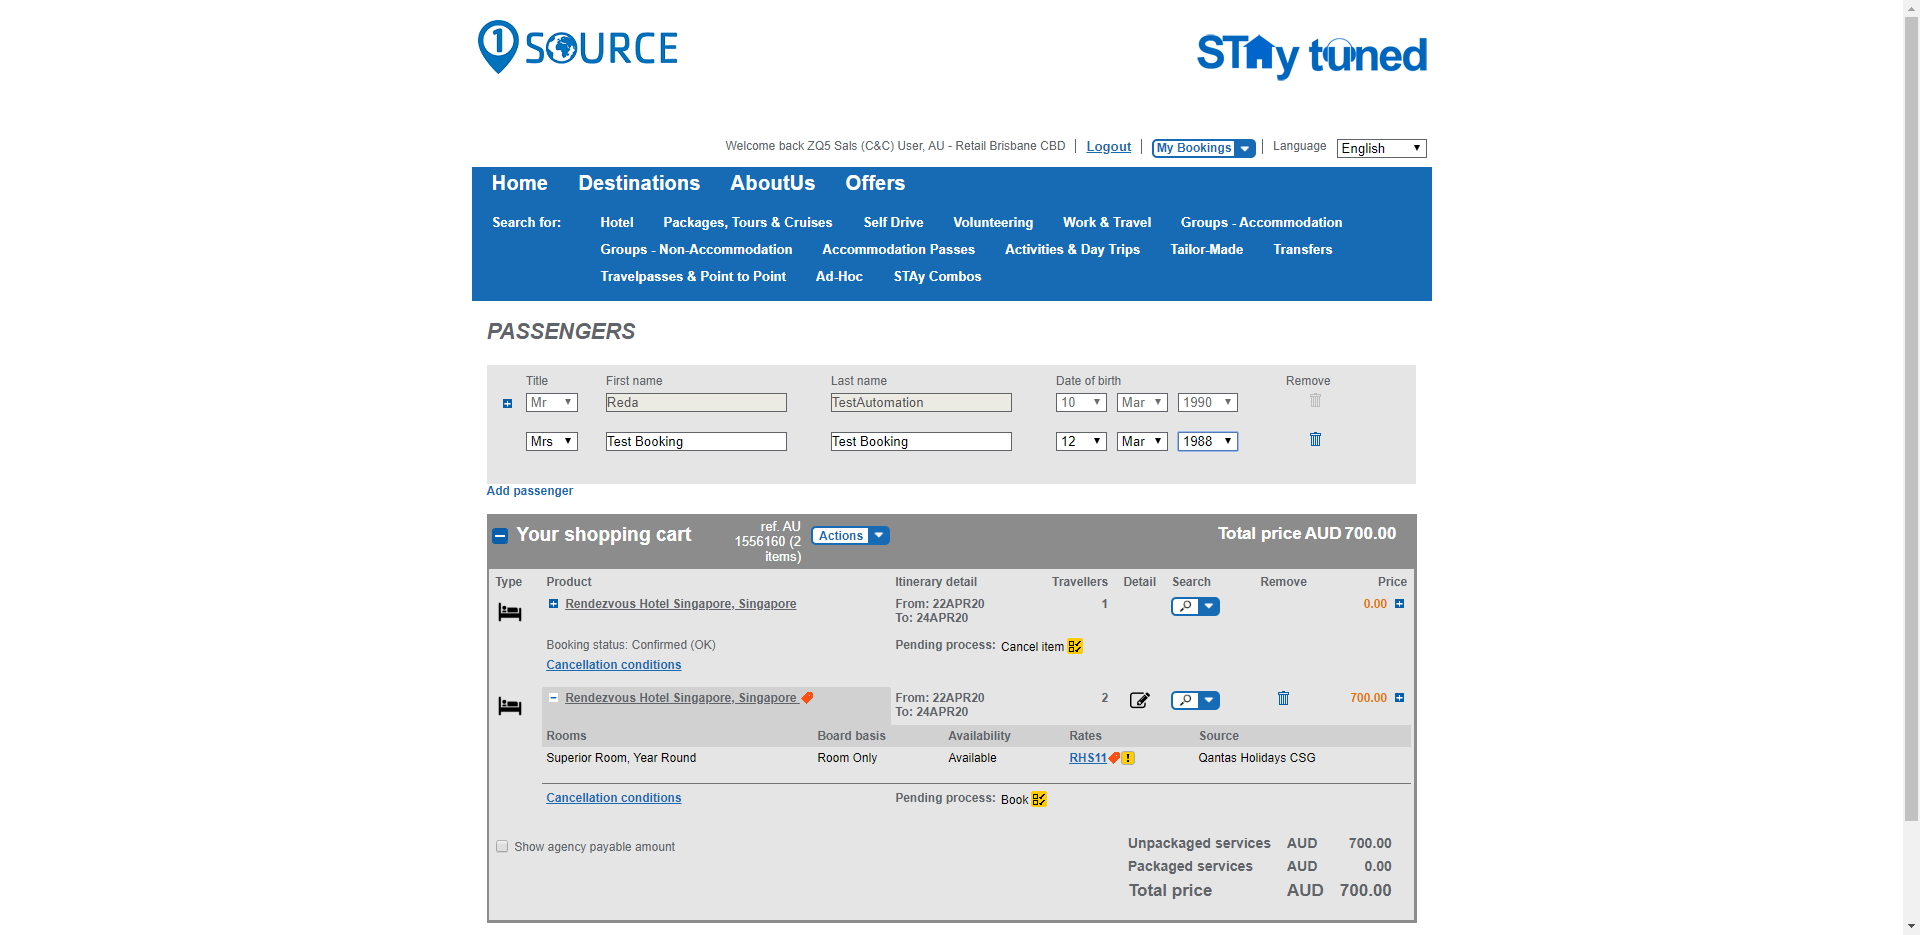 1 SOURCE
STAy tuned
Welcome back ZQ5 Sals (C&C) User, AU - Retail Brisbane CBD Logout My Bookings Language English
Home Destinations AboutUs Offers
Search for: Hotel Packages, Tours & Cruises Self Drive Volunteering Work & Travel Groups - Accommodation
Groups - Non-Accommodation Accommodation Passes Activities & Day Trips Tailor-Made Transfers
Travelpasses & Point to Point Ad-Hoc STAy Combos
PASSENGERS
Title First name Last name Date of birth Remove
Mr Reda TestAutomation 10 Mar 1990
Mrs Test Booking Test Booking 12 Mar 1988
Add passenger
Your shopping cart ref. AU 1556160 (2 items) Actions Total price AUD 700.00
Type Product Itinerary detail Travellers Detail Search Remove Price
Rendezvous Hotel Singapore, Singapore From: 22APR20 1 0.00
To: 24APR20
Booking status: Confirmed (OK) Pending process: Cancel item
Cancellation conditions
Rendezvous Hotel Singapore, Singapore From: 22APR20 2 700.00
To: 24APR20
Rooms Board basis Availability Rates Source
Superior Room, Year Round Room Only Available RHS11 ! Qantas Holidays CSG
Cancellation conditions Pending process: Book
Show agency payable amount
Unpackaged services AUD 700.00
Packaged services AUD 0.00
Total price AUD 700.00